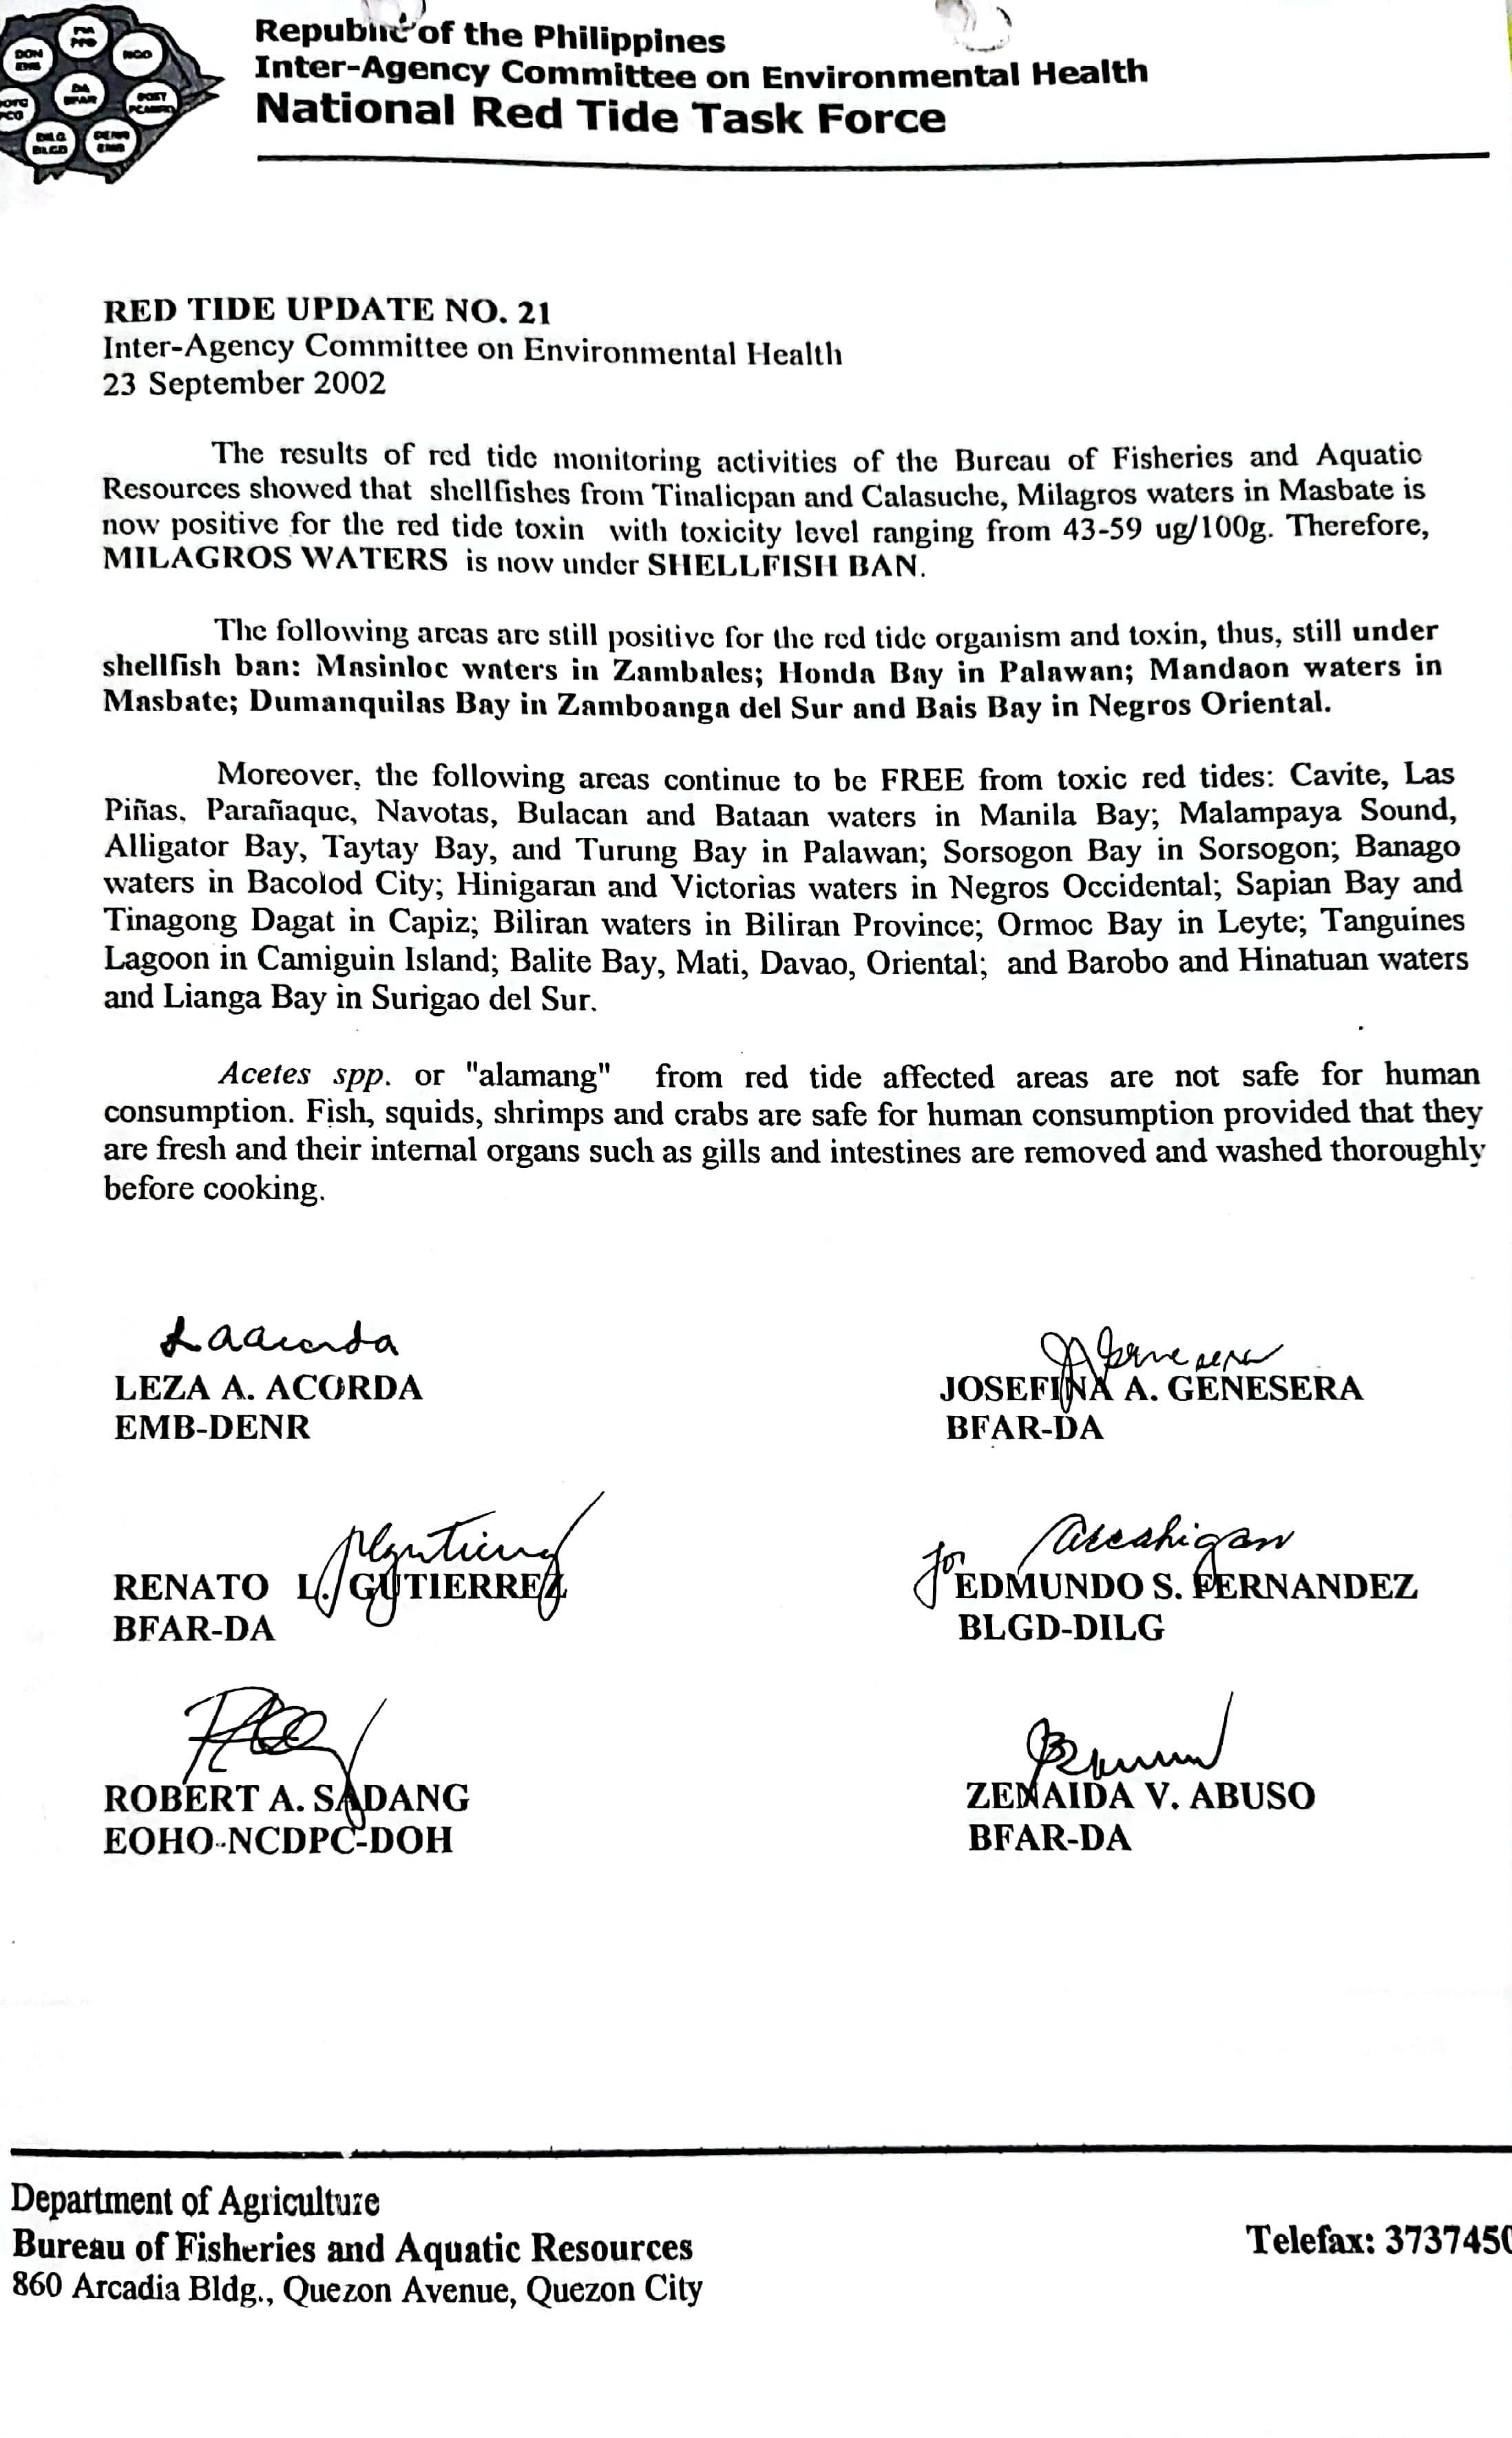 PIA
PPD
DOH
EMS
NGO
DA
BFAR
DOST
PCAMRD
DOTC
PCG
DILG
BLGD
DENR
EMB
Republic of the Philippines
Inter-Agency Committee on Environmental Health
National Red Tide Task Force
RED TIDE UPDATE NO. 21
Inter-Agency Committee on Environmental Health
23 September 2002
The results of red tide monitoring activities of the Bureau of Fisheries and Aquatic
Resources showed that shellfishes from Tinalicpan and Calasuche, Milagros waters in Masbate is
now positive for the red tide toxin with toxicity level ranging from 43-59 ug/100g. Therefore,
MILAGROS WATERS is now under SHELLFISH BAN.
The following areas are still positive for the red tide organism and toxin, thus, still under
shellfish ban: Masinloc waters in Zambales; Honda Bay in Palawan; Mandaon waters in
Masbate; Dumanquilas Bay in Zamboanga del Sur and Bais Bay in Negros Oriental.
Moreover, the following areas continue to be FREE from toxic red tides: Cavite, Las
Piñas, Parañaque, Navotas, Bulacan and Bataan waters in Manila Bay; Malampaya Sound,
Alligator Bay, Taytay Bay, and Turung Bay in Palawan; Sorsogon Bay in Sorsogon; Banago
waters in Bacolod City; Hinigaran and Victorias waters in Negros Occidental; Sapian Bay and
Tinagong Dagat in Capiz; Biliran waters in Biliran Province; Ormoc Bay in Leyte; Tanguines
Lagoon in Camiguin Island; Balite Bay, Mati, Davao, Oriental; and Barobo and Hinatuan waters
and Lianga Bay in Surigao del Sur.
Acetes spp. or "alamang" from red tide affected areas are not safe for human
consumption. Fish, squids, shrimps and crabs are safe for human consumption provided that they
are fresh and their internal organs such as gills and intestines are removed and washed thoroughly
before cooking.
LEZA A. ACORDA
EMB-DENR
JOSEFINA A. GENESERA
BFAR-DA
RENATO L. GUTIERREZ
BFAR-DA
for
EDMUNDO S. FERNANDEZ
BLGD-DILG
ROBERT A. SADANG
EOHO-NCDPC-DOH
ZENAIDA V. ABUSO
BFAR-DA
Department of Agriculture
Bureau of Fisheries and Aquatic Resources
860 Arcadia Bldg., Quezon Avenue, Quezon City
Telefax: 3737450